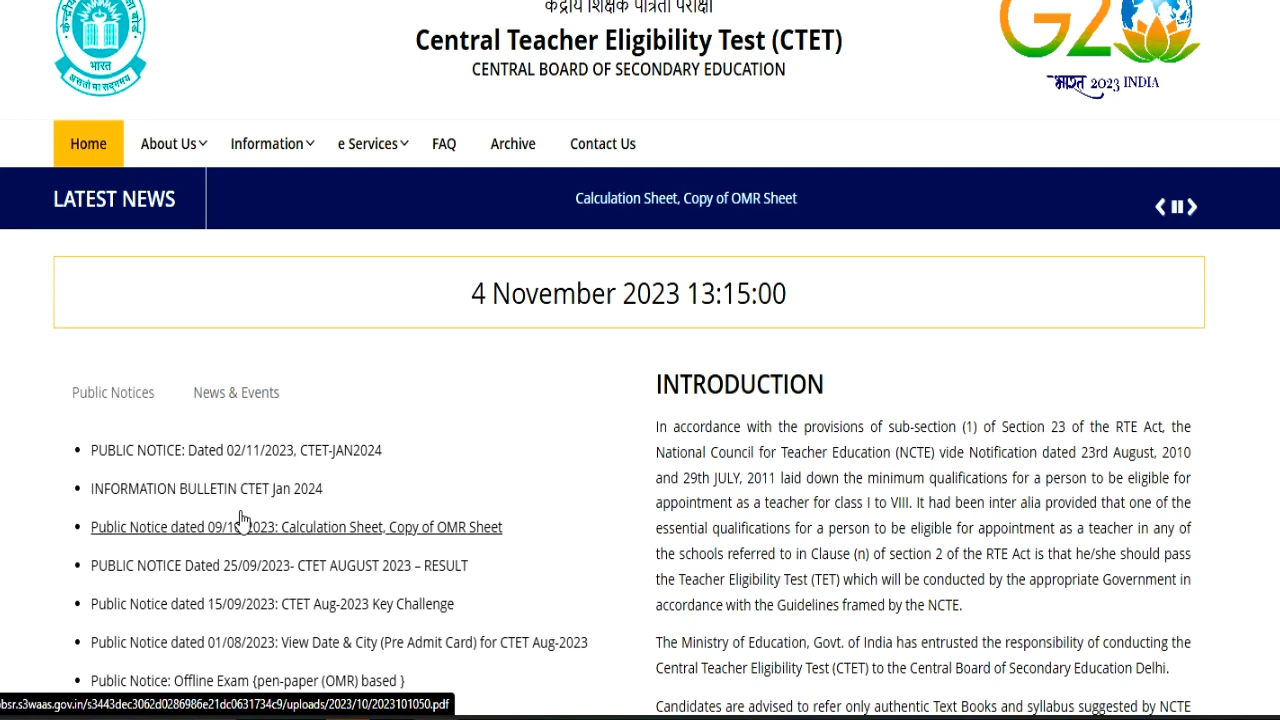 केंद्रीय शिक्षक पात्रता परीक्षा
Central Teacher Eligibility Test (CTET)
CENTRAL BOARD OF SECONDARY EDUCATION
भारत
असतो मा सद्गमय
G20
भारत 2023 INDIA
Home
About Us
Information
e Services
FAQ
Archive
Contact Us
LATEST NEWS
Calculation Sheet, Copy of OMR Sheet
4 November 2023 13:15:00
Public Notices
News & Events
PUBLIC NOTICE: Dated 02/11/2023, CTET-JAN2024
INFORMATION BULLETIN CTET Jan 2024
Public Notice dated 09/10/2023: Calculation Sheet, Copy of OMR Sheet
PUBLIC NOTICE Dated 25/09/2023- CTET AUGUST 2023 – RESULT
Public Notice dated 15/09/2023: CTET Aug-2023 Key Challenge
Public Notice dated 01/08/2023: View Date & City (Pre Admit Card) for CTET Aug-2023
Public Notice: Offline Exam {pen-paper (OMR) based }
INTRODUCTION
In accordance with the provisions of sub-section (1) of Section 23 of the RTE Act, the
National Council for Teacher Education (NCTE) vide Notification dated 23rd August, 2010
and 29th JULY, 2011 laid down the minimum qualifications for a person to be eligible for
appointment as a teacher for class I to VIII. It had been inter alia provided that one of the
essential qualifications for a person to be eligible for appointment as a teacher in any of
the schools referred to in Clause (n) of section 2 of the RTE Act is that he/she should pass
the Teacher Eligibility Test (TET) which will be conducted by the appropriate Government in
accordance with the Guidelines framed by the NCTE.
The Ministry of Education, Govt. of India has entrusted the responsibility of conducting the
Central Teacher Eligibility Test (CTET) to the Central Board of Secondary Education Delhi.
Candidates are advised to refer only authentic Text Books and syllabus suggested by NCTE
bsr.s3waas.gov.in/s3443dec3062d0286986e21dc0631734c9/uploads/2023/10/2023101050.pdf